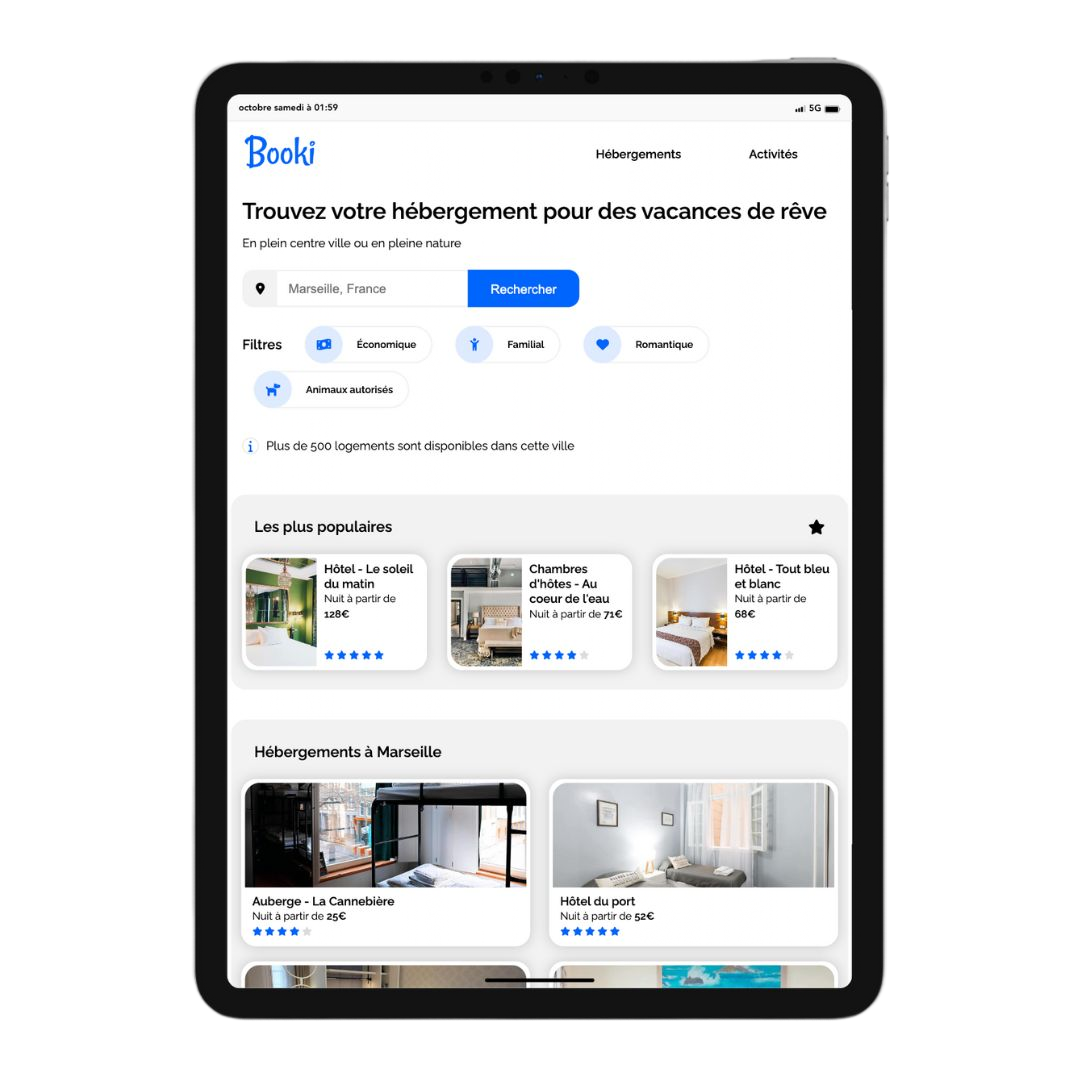 octobre samedi à 01:59
5G
Booki
Hébergements
Activités
Trouvez votre hébergement pour des vacances de rêve
En plein centre ville ou en pleine nature
Marseille, France
Rechercher
Filtres
Économique
Familial
Romantique
Animaux autorisés
Plus de 500 logements sont disponibles dans cette ville
Les plus populaires
Hôtel - Le soleil
du matin
Nuit à partir de
128€
Chambres
d'hôtes - Au
coeur de l'eau
Nuit à partir de 71€
Hôtel - Tout bleu
et blanc
Nuit à partir de
68€
Hébergements à Marseille
Auberge - La Cannebière
Nuit à partir de 25€
Hôtel du port
Nuit à partir de 52€